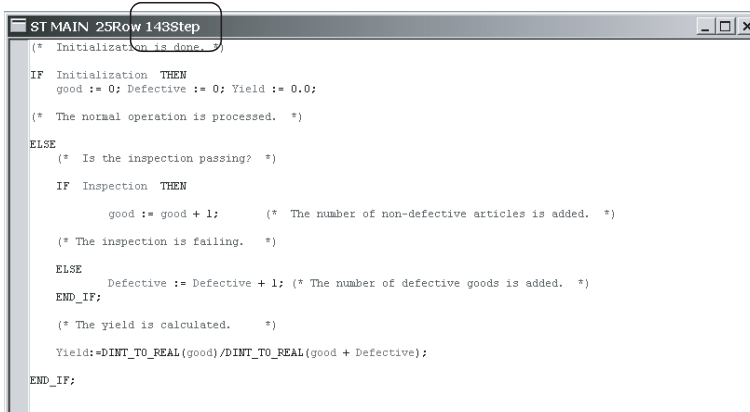 ST MAIN 25Row 143Step
(* Initialization is done. *)
IF Initialization THEN
good := 0; Defective := 0; Yield := 0.0;
(* The normal operation is processed. *)
ELSE
(* Is the inspection passing? *)
IF Inspection THEN
good := good + 1; (* The number of non-defective articles is added. *)
(* The inspection is failing. *)
ELSE
Defective := Defective + 1; (* The number of defective goods is added. *)
END_IF;
(* The yield is calculated. *)
Yield:=DINT_TO_REAL(good)/DINT_TO_REAL(good + Defective);
END_IF;